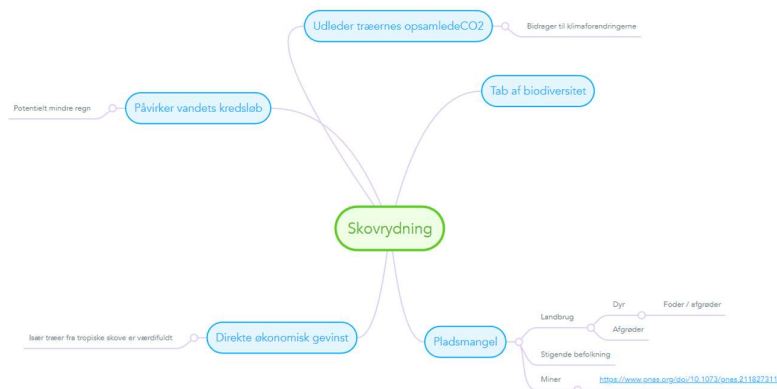 Udleder træernes opsamledeCO2
Bidrager til klimaforandringerne
Tab af biodiversitet
Påvirker vandets kredsløb
Potentielt mindre regn
Skovrydning
Direkte økonomisk gevinst
Især træer fra tropiske skove er værdifuldt
Pladsmangel
Landbrug
Dyr
Foder / afgrøder
Afgrøder
Stigende befolkning
Miner
https://www.pnas.org/doi/10.1073/pnas.211827311